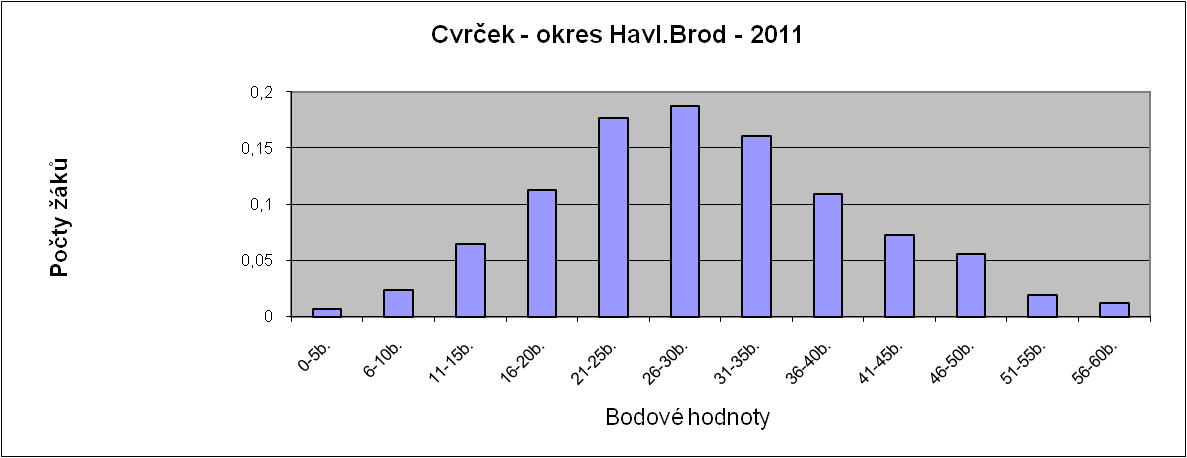 Cvrček - okres Havl.Brod - 2011
Počty žáků
0,2
0,15
0,1
0,05
0
0-5b.
6-10b.
11-15b.
16-20b.
21-25b.
26-30b.
31-35b.
36-40b.
41-45b.
46-50b.
51-55b.
56-60b.
Bodové hodnoty